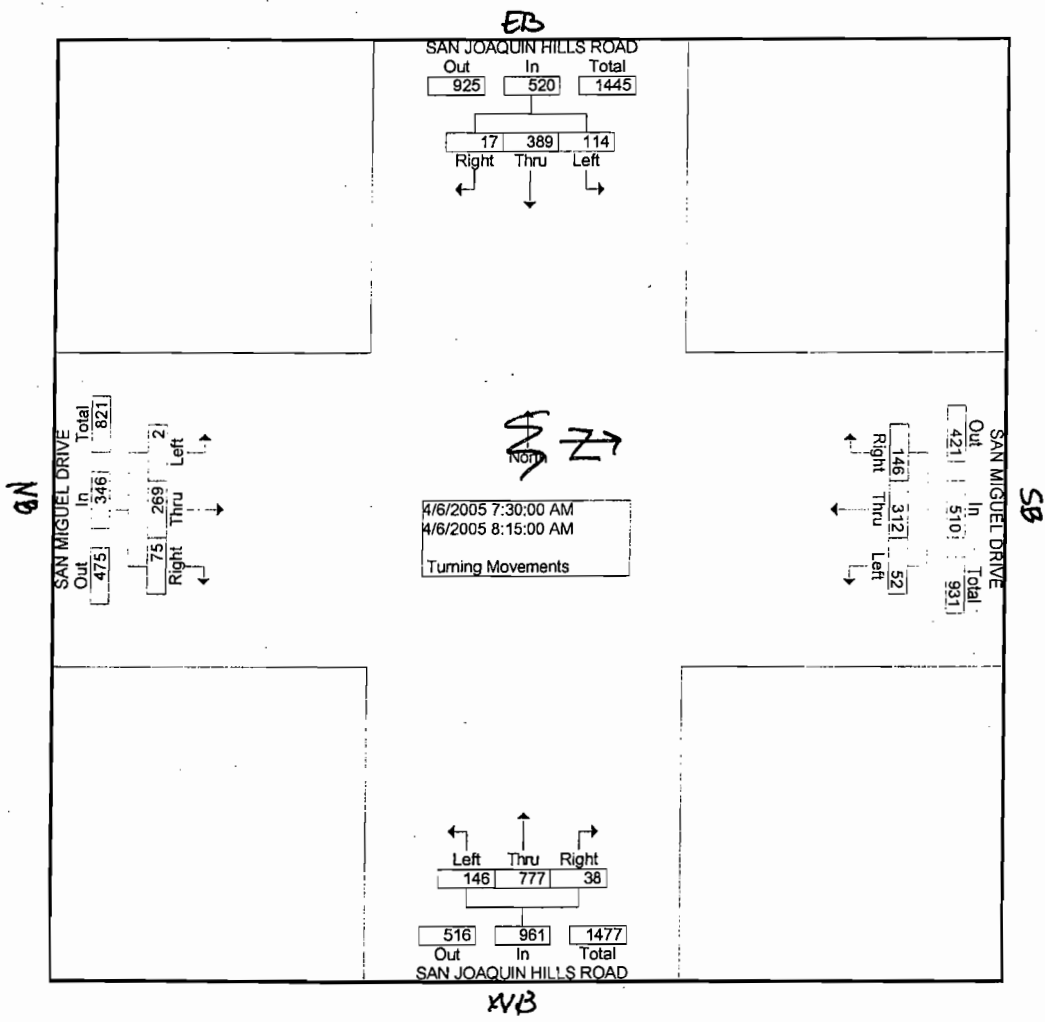 EB
SAN JOAQUIN HILLS ROAD
Out In Total
925 520 1445
17 389 114
Right Thru Left
SAN MIGUEL DRIVE
Out In Total
475 346 821
75 269 2
Right Thru Left
NB
North
Z
4/6/2005 7:30:00 AM
4/6/2005 8:15:00 AM
Turning Movements
Right Thru Left
146 312 52
Out In Total
421 510 931
SAN MIGUEL DRIVE
SB
Left Thru Right
146 777 38
516 961 1477
Out In Total
SAN JOAQUIN HILLS ROAD
WB